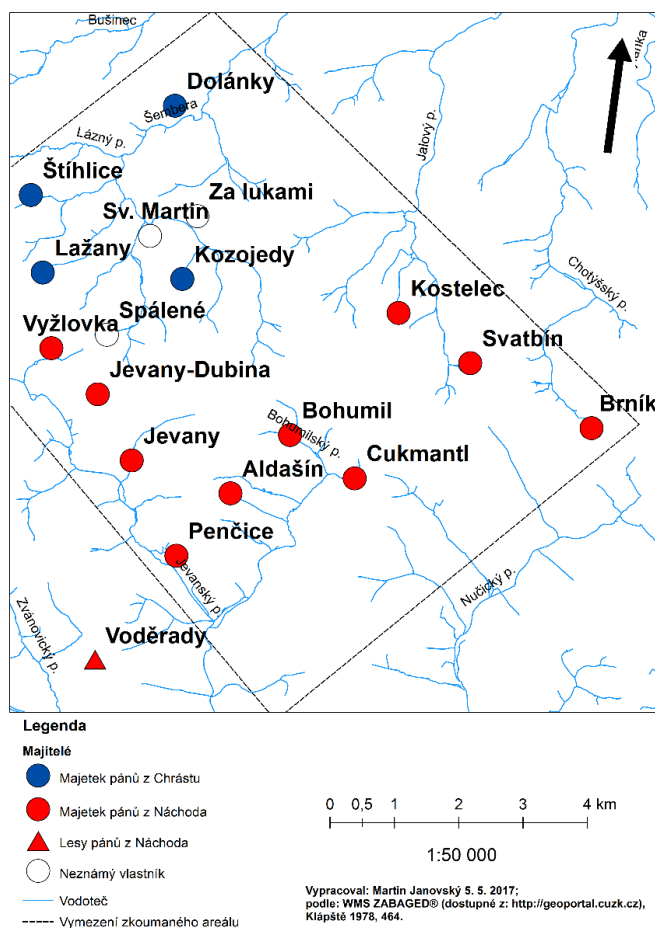 Bušinec
Dolánky
Šembera
Lázný p.
Jalový p.
Štíhlice
Za lukami
Sv. Martin
Lažany
Kozojedy
Chotýšský p.
Kostelec
Spálené
Vyžlovka
Svatbín
Jevany-Dubina
Brník
Bohumil
Bohumilský p.
Jevany
Cukmantl
Aldašín
Penčice
Jevanský p.
Nučický p.
Zvánovický p.
Voděrady
Legenda
Majitelé
Majetek pánů z Chrástu
Majetek pánů z Náchoda
Lesy pánů z Náchoda
Neznámý vlastník
Vodoteč
Vymezení zkoumaného areálu
0 0,5 1 2 3 4 km
1:50 000
Vypracoval: Martin Janovský 5. 5. 2017;
podle: WMS ZABAGED® (dostupné z: http://geoportal.cuzk.cz),
Klápště 1978, 464.